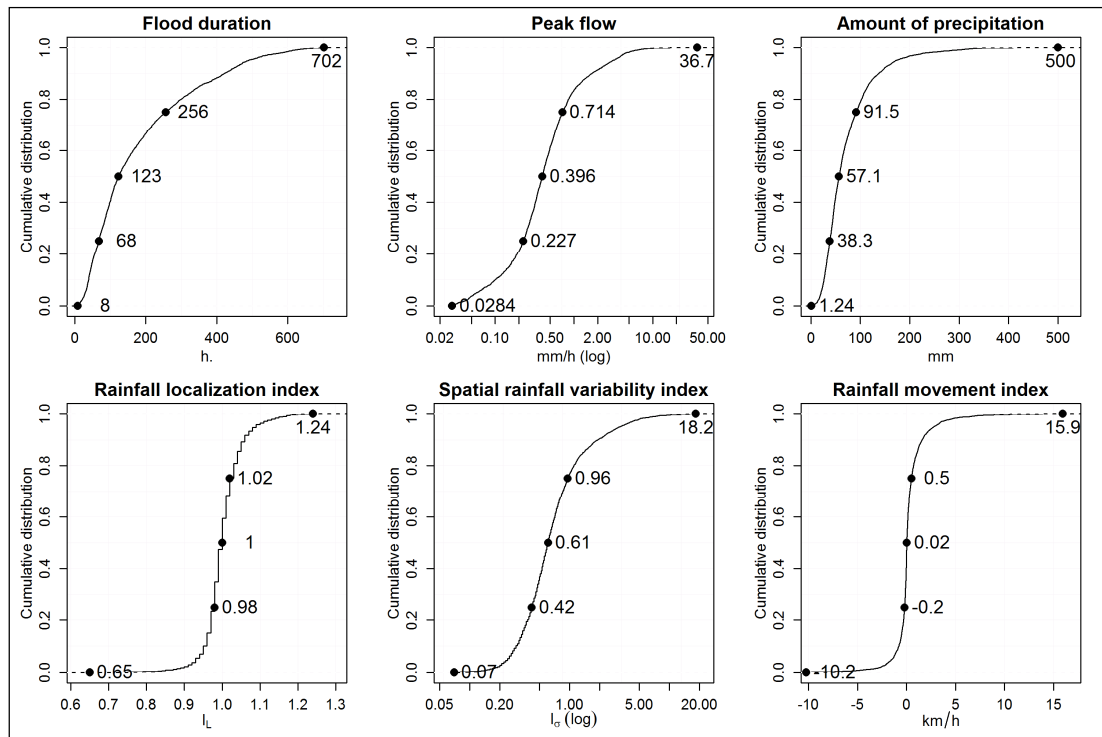 Flood duration
Cumulative distribution
0.0 0.2 0.4 0.6 0.8 1.0
702
256
123
68
8
0 200 400 600
h.
Peak flow
Cumulative distribution
0.0 0.2 0.4 0.6 0.8 1.0
36.7
0.714
0.396
0.227
0.0284
0.02 0.10 0.50 2.00 10.00 50.00
mm/h (log)
Amount of precipitation
Cumulative distribution
0.0 0.2 0.4 0.6 0.8 1.0
500
91.5
57.1
38.3
1.24
0 100 200 300 400 500
mm
Rainfall localization index
Cumulative distribution
0.0 0.2 0.4 0.6 0.8 1.0
1.24
1.02
1
0.98
0.65
0.6 0.7 0.8 0.9 1.0 1.1 1.2 1.3
I_L
Spatial rainfall variability index
Cumulative distribution
0.0 0.2 0.4 0.6 0.8 1.0
18.2
0.96
0.61
0.42
0.07
0.05 0.20 1.00 5.00 20.00
I_σ (log)
Rainfall movement index
Cumulative distribution
0.0 0.2 0.4 0.6 0.8 1.0
15.9
0.5
0.02
-0.2
-10.2
-10 -5 0 5 10 15
km/h